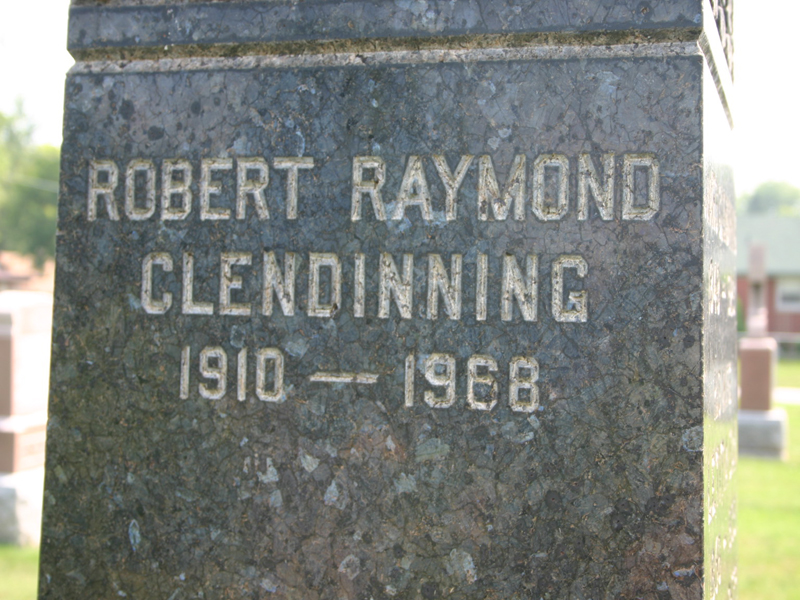 ROBERT RAYMOND
CLENDINNING
1910 — 1968